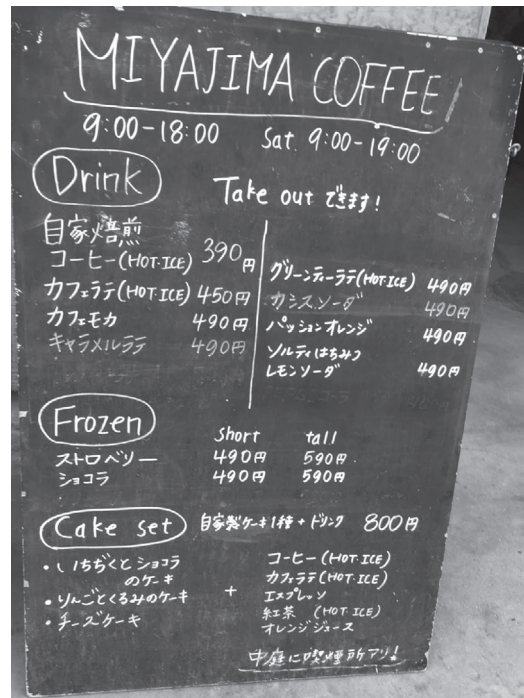 MIYAJIMA COFFEE
9:00-18:00 Sat 9:00-19:00
Drink
Take out できます!
自家焙煎
コーヒー(HOT・ICE) 390円
カフェラテ(HOT・ICE) 450円
カフェモカ 490円
キャラメルラテ 490円
グリーンティーラテ(HOT・ICE) 490円
カシスソーダ 490円
パッションオレンジ 490円
ソルティはちみつ
レモンソーダ 490円
Frozen
short tall
ストロベリー 490円 590円
ショコラ 490円 590円
Cake set 自家製ケーキ1種+ドリンク 800円
・いちぢくとショコラ
のケーキ
・りんごとくるみのケーキ
・チーズケーキ
+
コーヒー(HOT・ICE)
カフェラテ(HOT・ICE)
エスプレッソ
紅茶 (HOT・ICE)
オレンジジュース
中庭に喫煙所アリ!